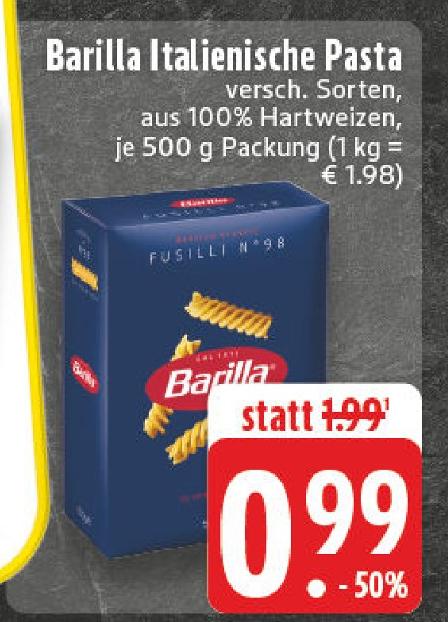 Barilla Italienische Pasta
versch. Sorten,
aus 100% Hartweizen,
je 500 g Packung (1 kg =
€ 1.98)
Barilla
FUSILLI N°98
Barilla
Barilla
statt 1.99¹
0.99
- 50%